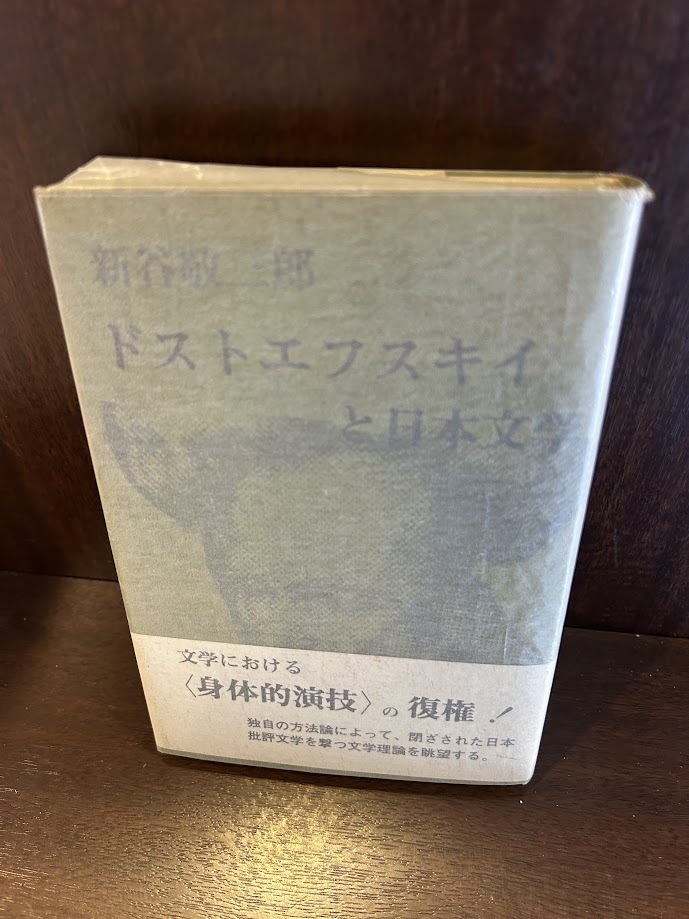 新谷敬三郎
ドストエフスキイ
と日本文学
文学における
〈身体的演技〉の復権！
独自の方法論によって、閉ざされた日本
批評文学を撃つ文学理論を眺望する。